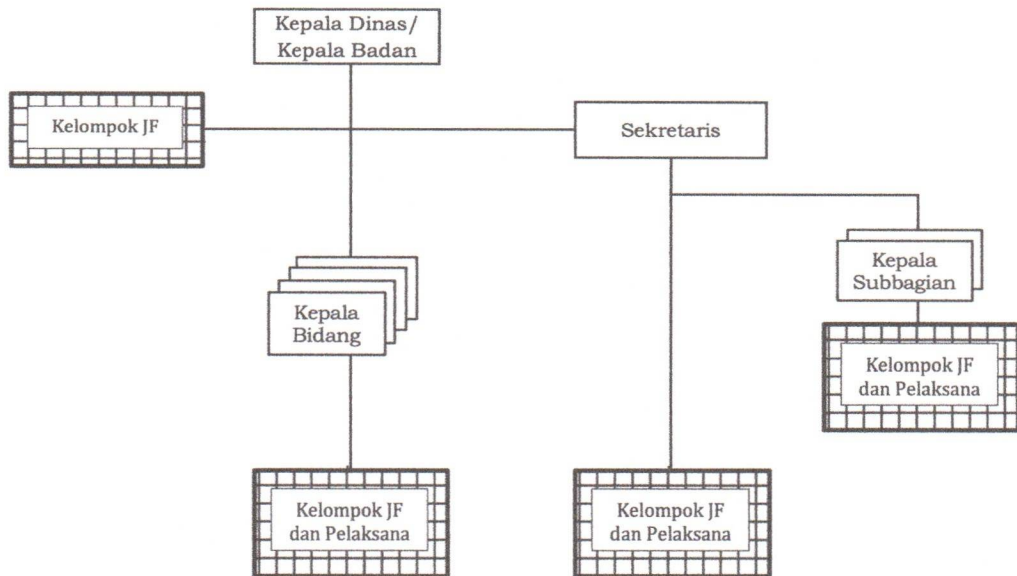 Kepala Dinas/
Kepala Badan
Kelompok JF
Sekretaris
Kepala
Subbagian
Kepala
Bidang
Kelompok JF
dan Pelaksana
Kelompok JF
dan Pelaksana
Kelompok JF
dan Pelaksana